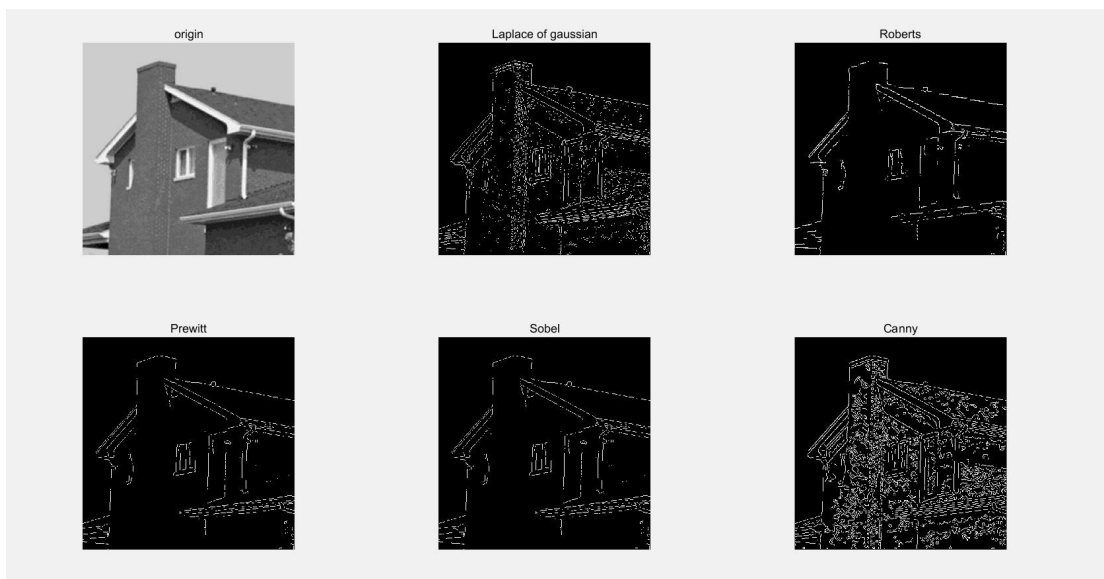 origin
Laplace of gaussian
Roberts
Prewitt
Sobel
Canny